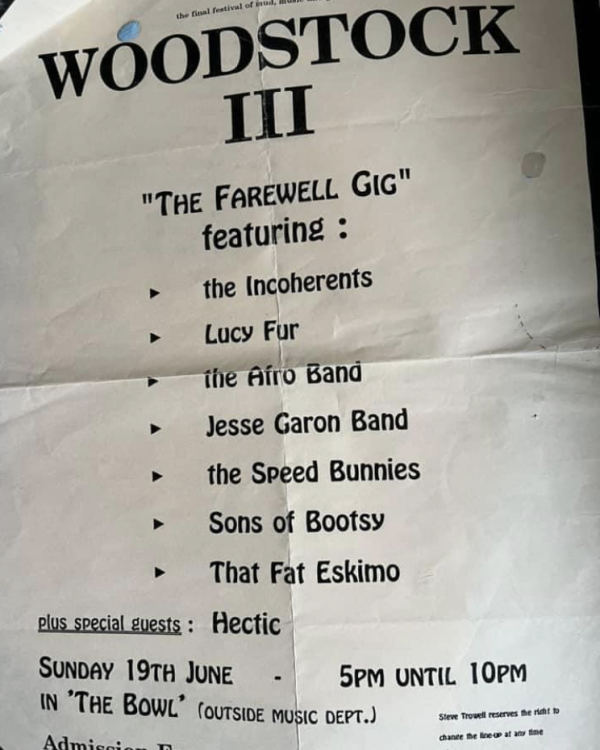 the final festival of mud, music
WOODSTOCK
III
"THE FAREWELL GIG"
featuring :
► the Incoherents
► Lucy Fur
► the Afro Band
► Jesse Garon Band
► the Speed Bunnies
► Sons of Bootsy
► That Fat Eskimo
plus special guests : Hectic
SUNDAY 19TH JUNE - 5PM UNTIL 10PM
IN 'THE BOWL' (OUTSIDE MUSIC DEPT.)
Steve Trowell reserves the right to
change the line-up at any time
Admission